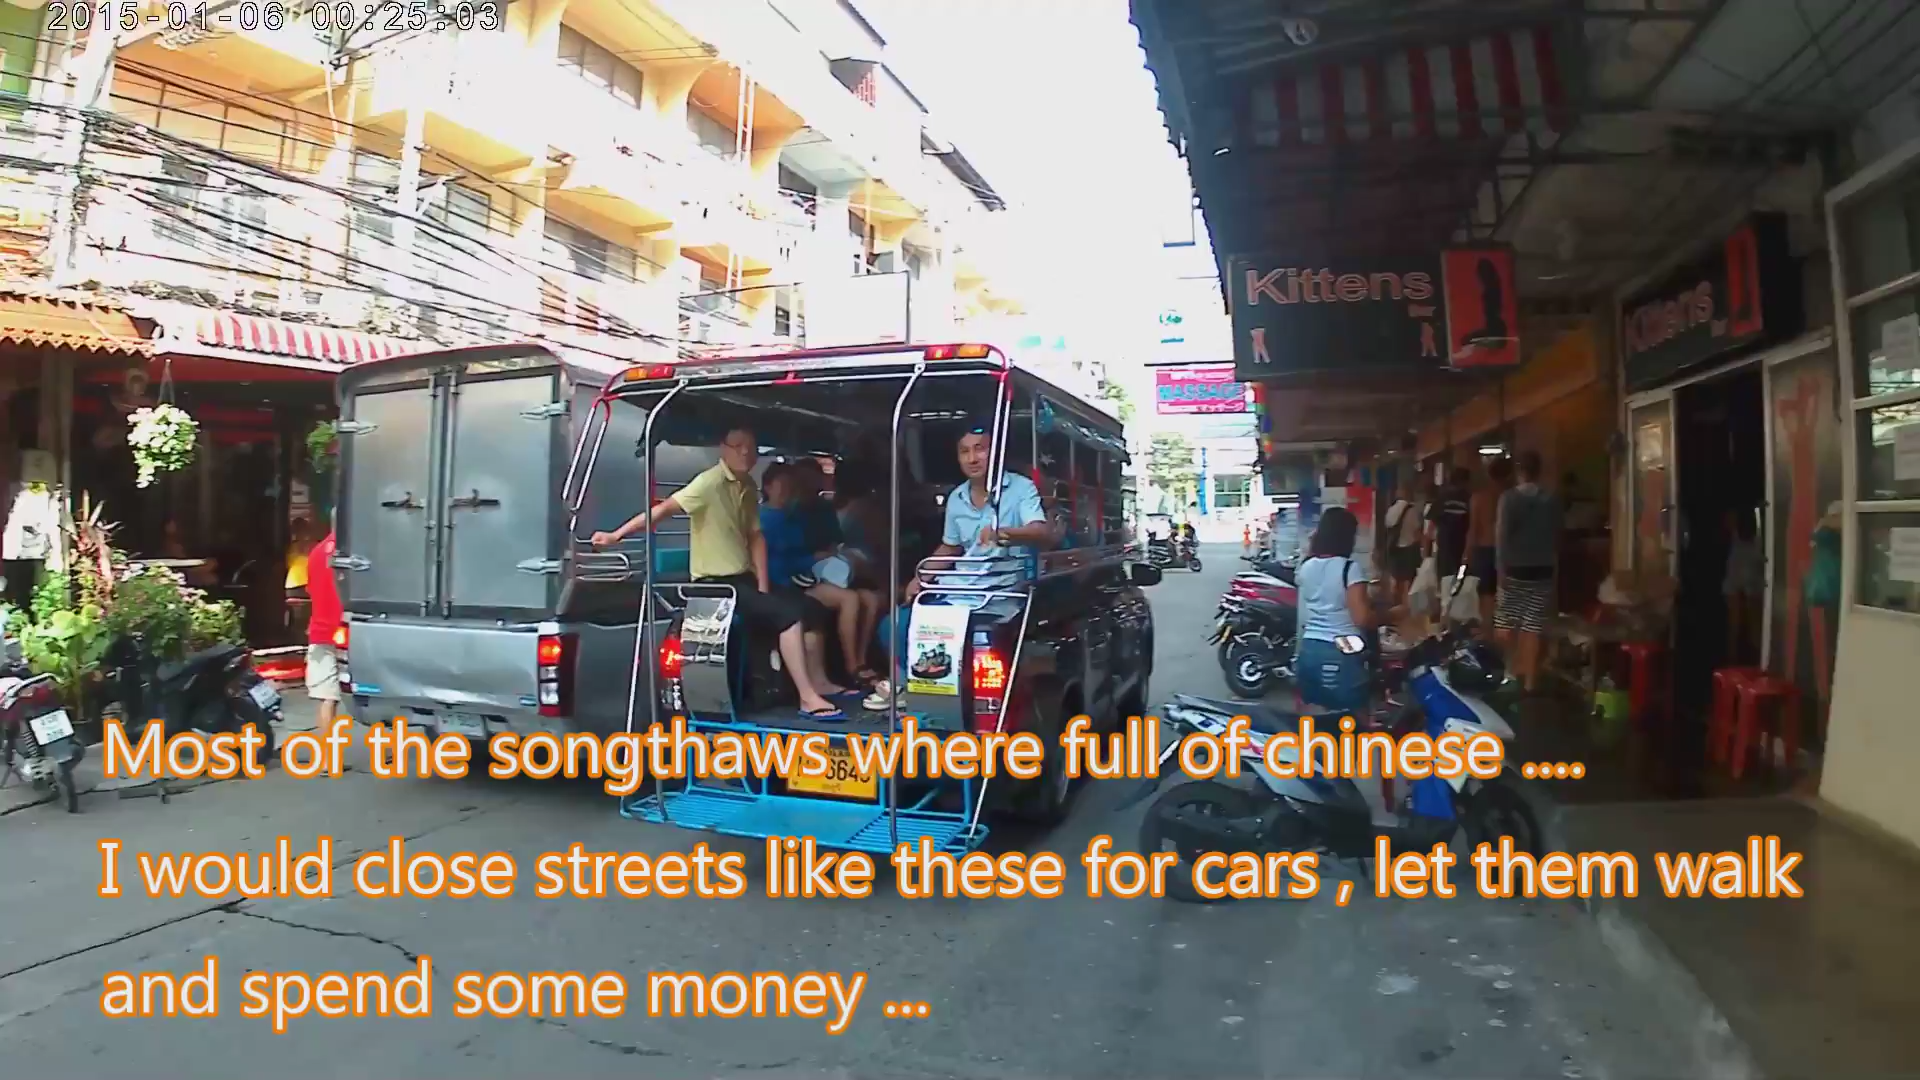 2015-01-06 00:25:03
Kittens
Kittens
MASSAGE
Most of the songthaws where full of chinese ....
I would close streets like these for cars , let them walk
and spend some money ...